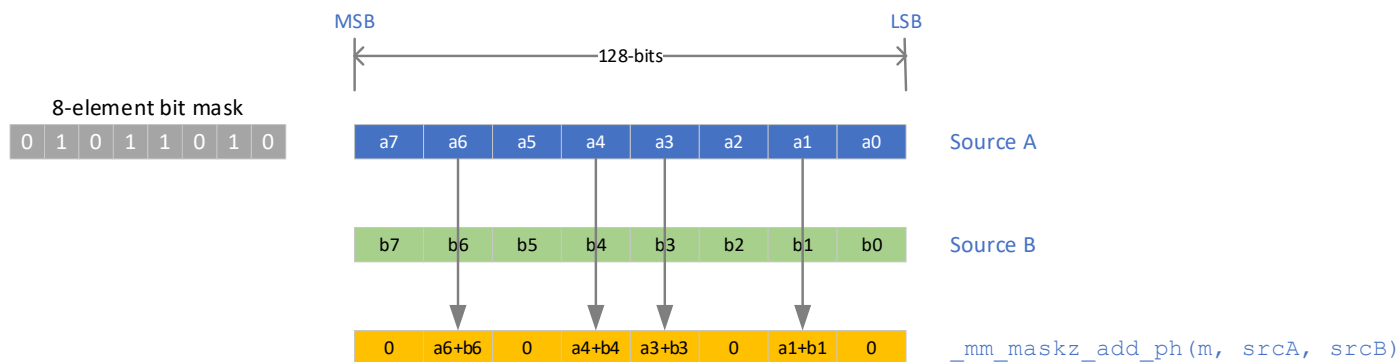 MSB LSB
128-bits
8-element bit mask
0 1 0 1 1 0 1 0 a7 a6 a5 a4 a3 a2 a1 a0 Source A
b7 b6 b5 b4 b3 b2 b1 b0 Source B
0 a6+b6 0 a4+b4 a3+b3 0 a1+b1 0 _mm_maskz_add_ph(m, srcA, srcB)